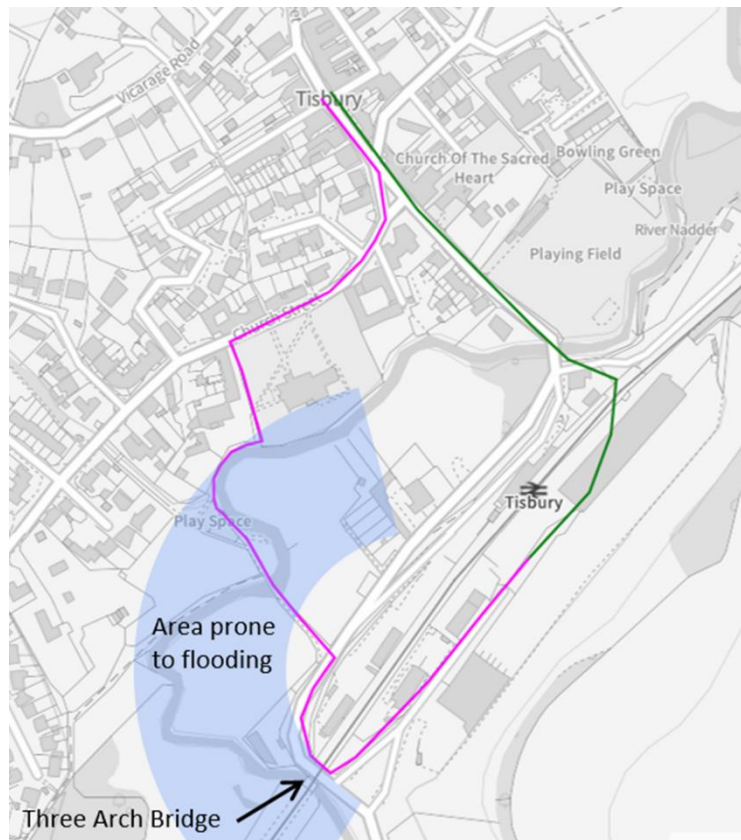 Vicarage Road
Tisbury
Church Of The Sacred
Heart
Bowling Green
Play Space
River Nadder
Playing Field
Church Street
Tisbury
Play Space
Area prone
to flooding
Three Arch Bridge